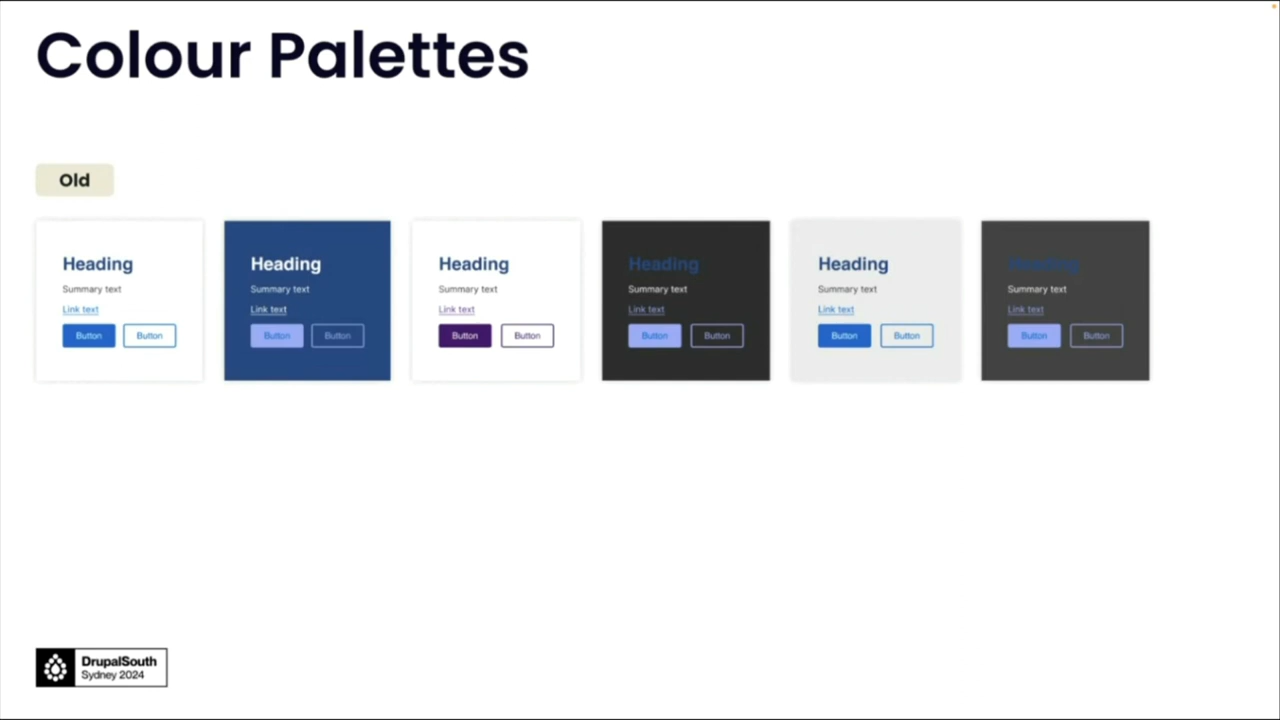 Colour Palettes
Old
Heading
Summary text
Link text
Button Button
Heading
Summary text
Link text
Button Button
Heading
Summary text
Link text
Button Button
Heading
Summary text
Link text
Button Button
Heading
Summary text
Link text
Button Button
Heading
Summary text
Link text
Button Button
DrupalSouth
Sydney 2024